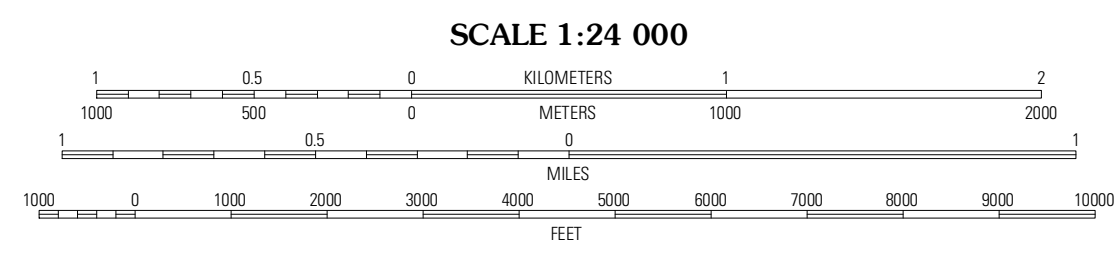 SCALE 1:24 000
1 0.5 0 KILOMETERS 1 2
1000 500 0 METERS 1000 2000
1 0.5 0 1
MILES
1000 0 1000 2000 3000 4000 5000 6000 7000 8000 9000 10000
FEET